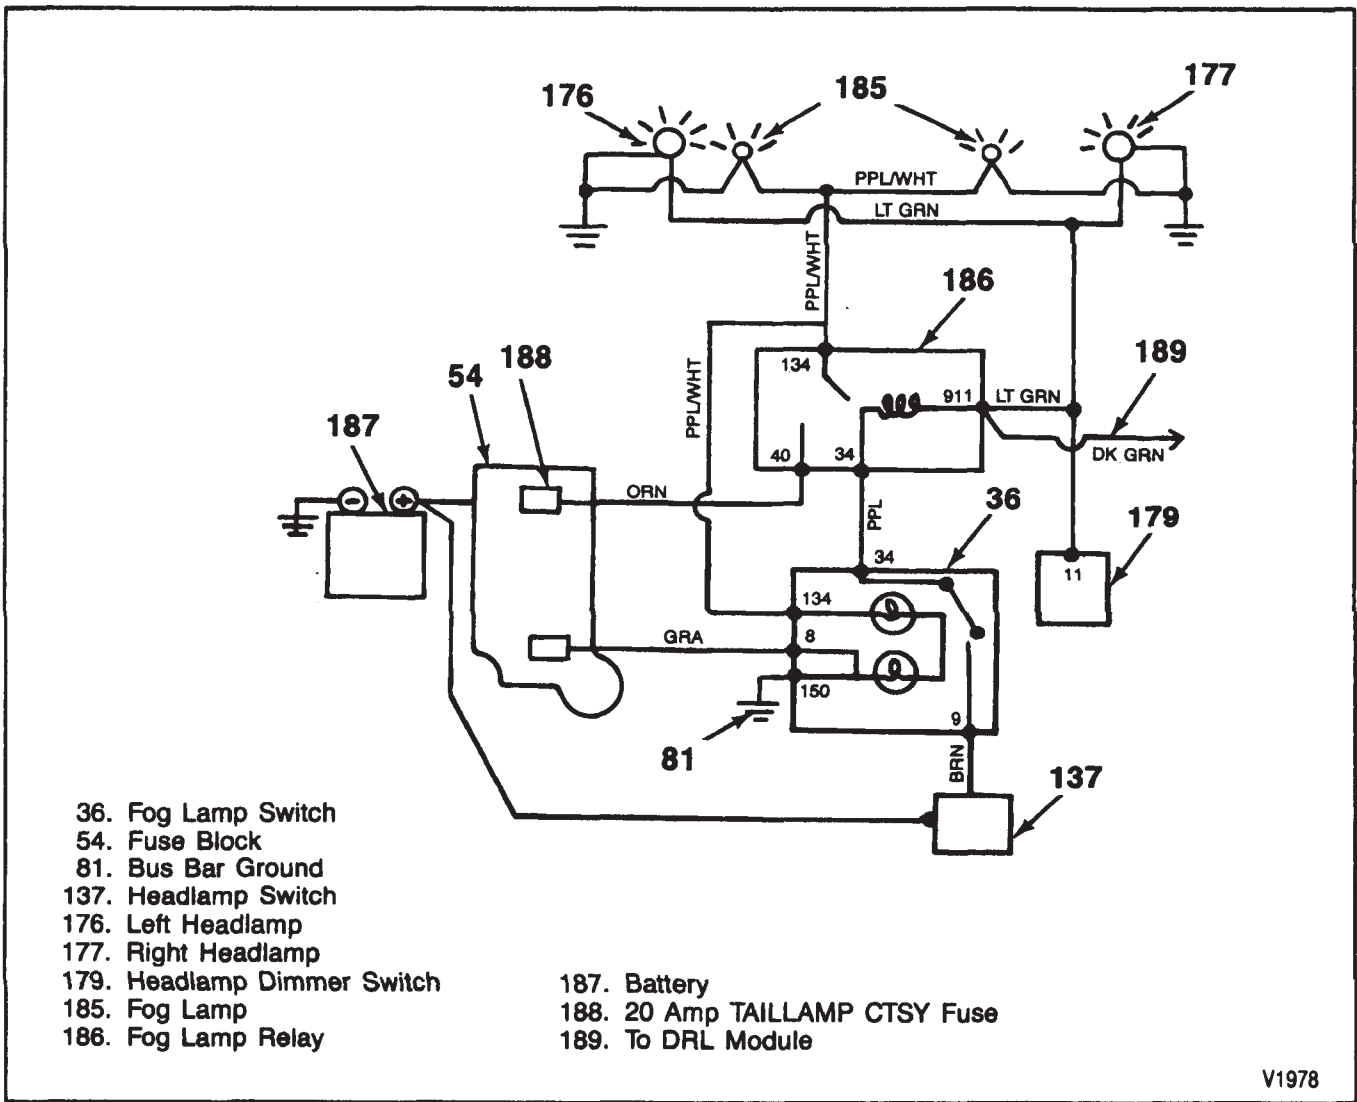 176
185
177
PPL/WHT
LT GRN
PPL/WHT
186
134
188
54
189
PPL/WHT
911
LT GRN
187
40
34
DK GRN
ORN
36
PPL
179
34
11
134
GRA
8
150
9
81
BRN
137
36. Fog Lamp Switch
54. Fuse Block
81. Bus Bar Ground
137. Headlamp Switch
176. Left Headlamp
177. Right Headlamp
179. Headlamp Dimmer Switch
185. Fog Lamp
186. Fog Lamp Relay
187. Battery
188. 20 Amp TAILLAMP CTSY Fuse
189. To DRL Module
V1978